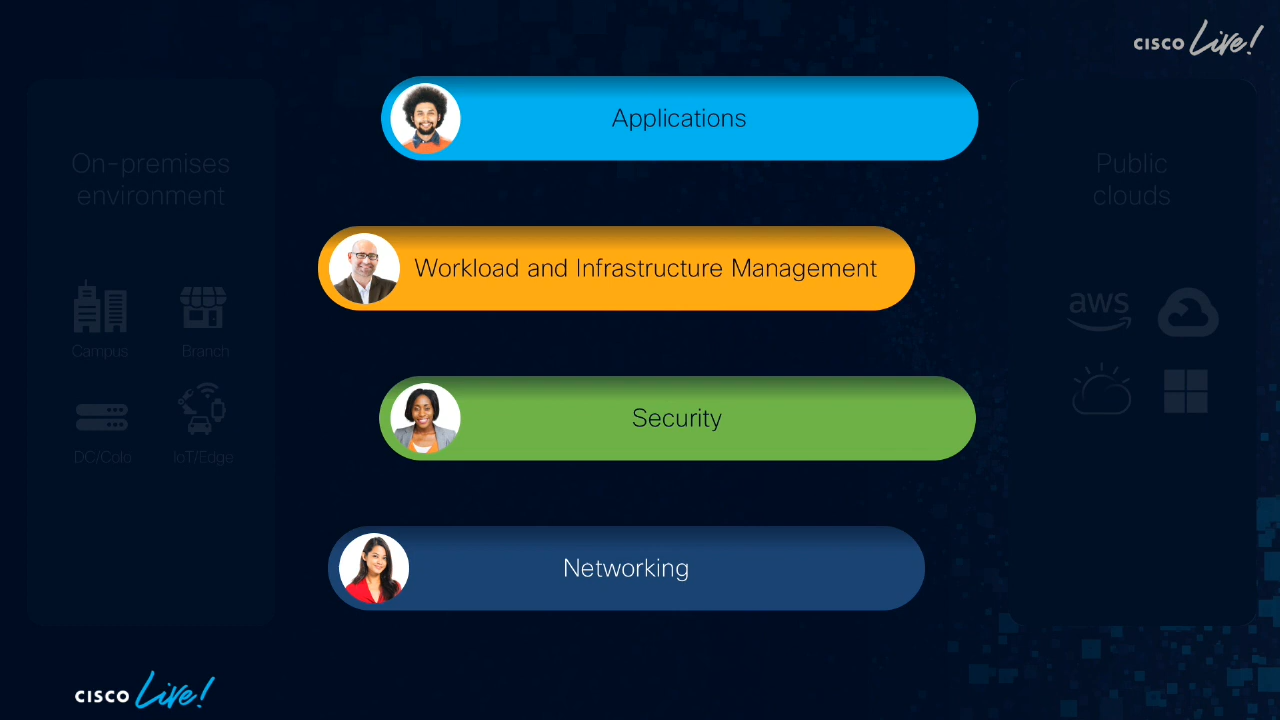 CISCO Live!
Applications
On-premises
environment
Public
clouds
Workload and Infrastructure Management
aws
Campus
Branch
Security
DC/Colo
IoT/Edge
Networking
CISCO Live!